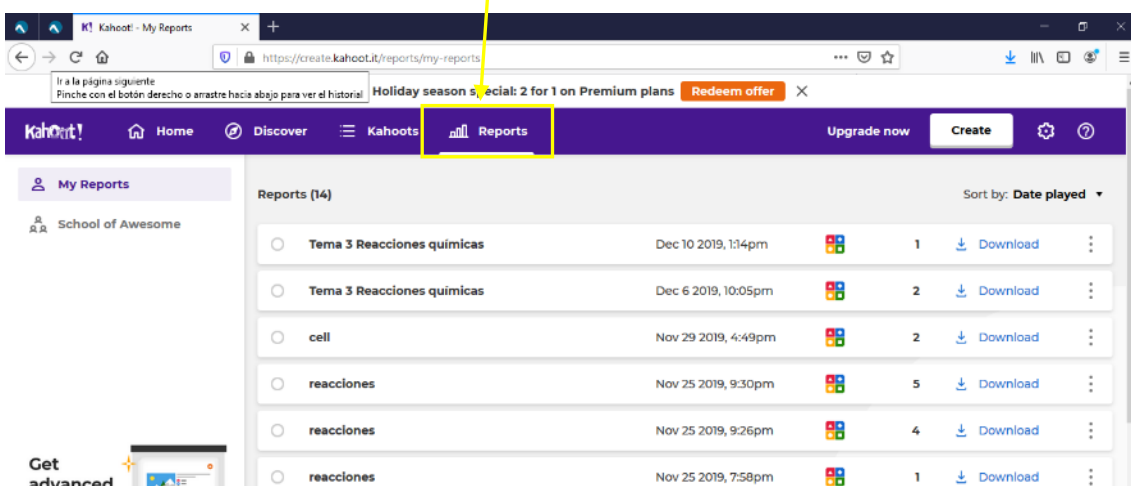 K! Kahoot! - My Reports
https://create.kahoot.it/reports/my-reports
Ir a la página siguiente
Pinche con el botón derecho o arrastre hacia abajo para ver el historial
Holiday season special: 2 for 1 on Premium plans Redeem offer
Kahoot! Home Discover Kahoots Reports Upgrade now Create
My Reports
School of Awesome
Reports (14) Sort by: Date played
Tema 3 Reacciones químicas Dec 10 2019, 1:14pm 1 Download
Tema 3 Reacciones químicas Dec 6 2019, 10:05pm 2 Download
cell Nov 29 2019, 4:49pm 2 Download
reacciones Nov 25 2019, 9:30pm 5 Download
reacciones Nov 25 2019, 9:26pm 4 Download
reacciones Nov 25 2019, 7:58pm 1 Download
Get
advanced